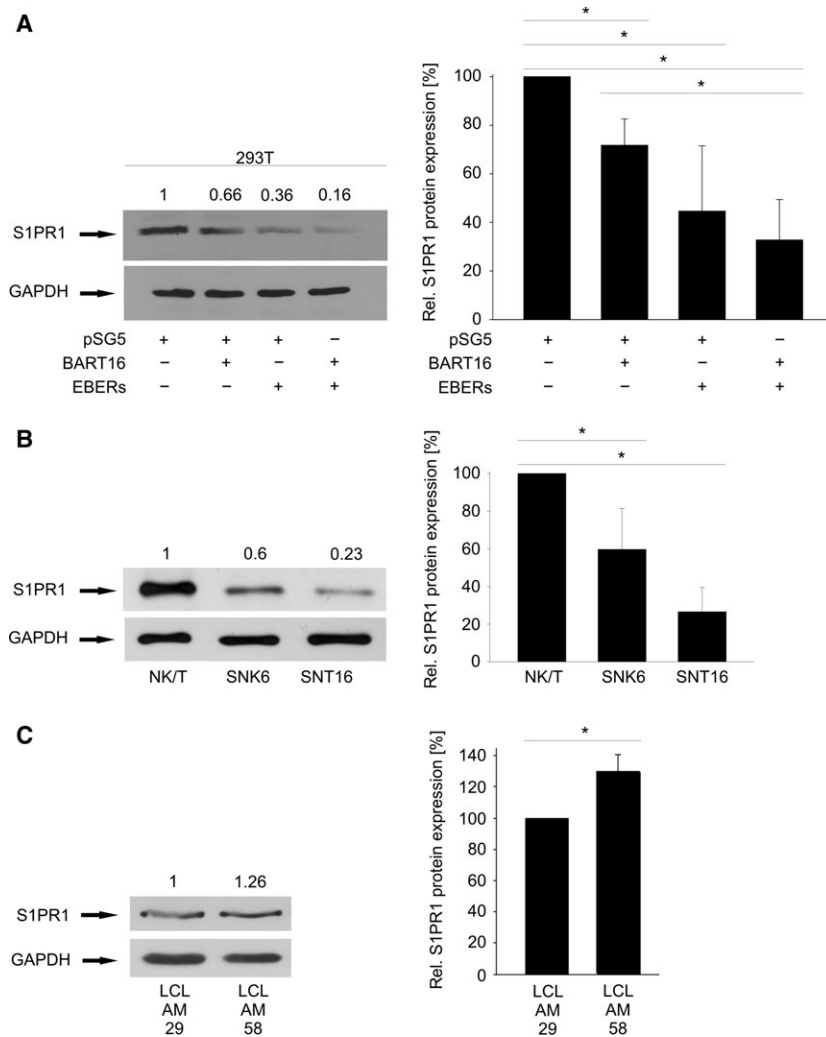 A
293T
1 0.66 0.36 0.16
S1PR1
GAPDH
pSG5 + + + –
BART16 – + – +
EBERs – – + +
Rel. S1PR1 protein expression [%]
*
*
*
*
100
80
60
40
20
0
pSG5 + + + –
BART16 – + – +
EBERs – – + +
B
1 0.6 0.23
S1PR1
GAPDH
NK/T SNK6 SNT16
Rel. S1PR1 protein expression [%]
*
*
100
80
60
40
20
0
NK/T SNK6 SNT16
C
1 1.26
S1PR1
GAPDH
LCL LCL
AM AM
29 58
Rel. S1PR1 protein expression [%]
*
140
120
100
80
60
40
20
0
LCL LCL
AM AM
29 58